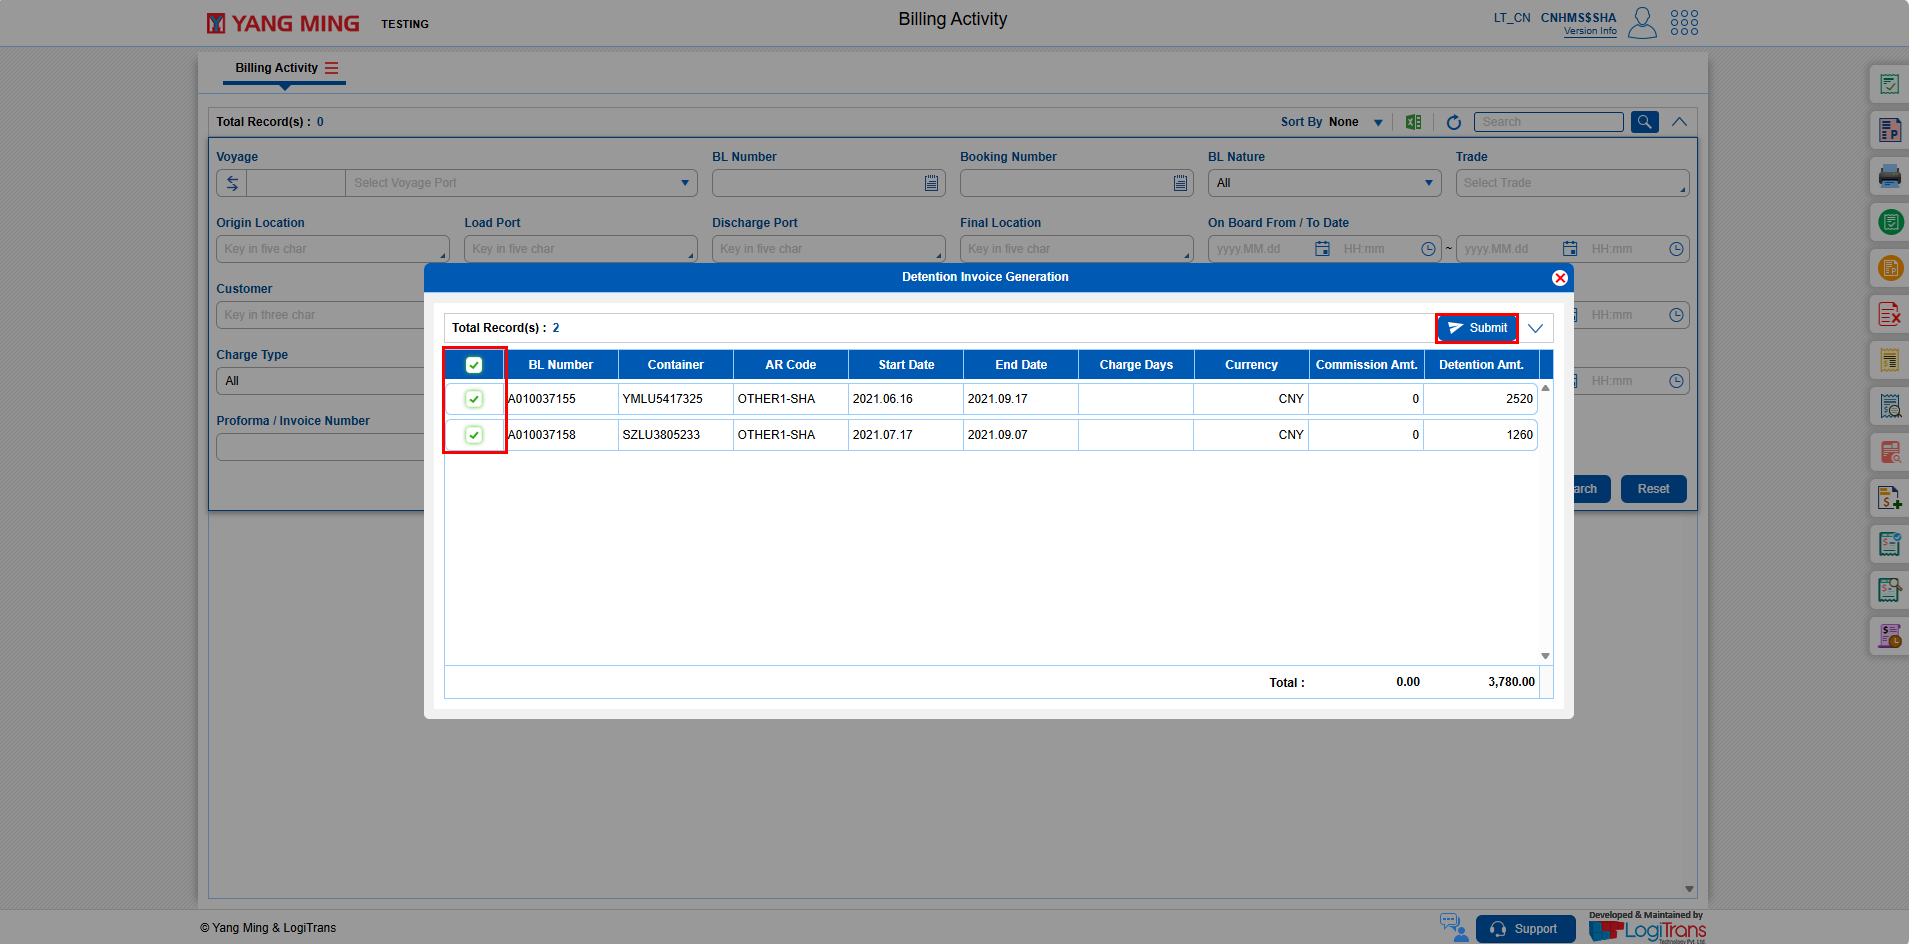 YANG MING TESTING Billing Activity LT_CN CNHMS$SHA
Version Info
Billing Activity
Total Record(s) : 0 Sort By None Search
Voyage BL Number Booking Number BL Nature Trade
Select Voyage Port All Select Trade
Origin Location Load Port Discharge Port Final Location On Board From / To Date
Key in five char Key in five char Key in five char Key in five char yyyy.MM.dd HH:mm ~ yyyy.MM.dd HH:mm
Detention Invoice Generation
Customer
Key in three char HH:mm
Total Record(s) : 2 Submit
Charge Type
BL Number Container AR Code Start Date End Date Charge Days Currency Commission Amt. Detention Amt.
All HH:mm
A010037155 YMLU5417325 OTHER1-SHA 2021.06.16 2021.09.17 CNY 0 2520
Proforma / Invoice Number
A010037158 SZLU3805233 OTHER1-SHA 2021.07.17 2021.09.07 CNY 0 1260
arch Reset
Total : 0.00 3,780.00
© Yang Ming & LogiTrans Support
Developed & Maintained by
LogiTrans
Technology Pvt. Ltd.